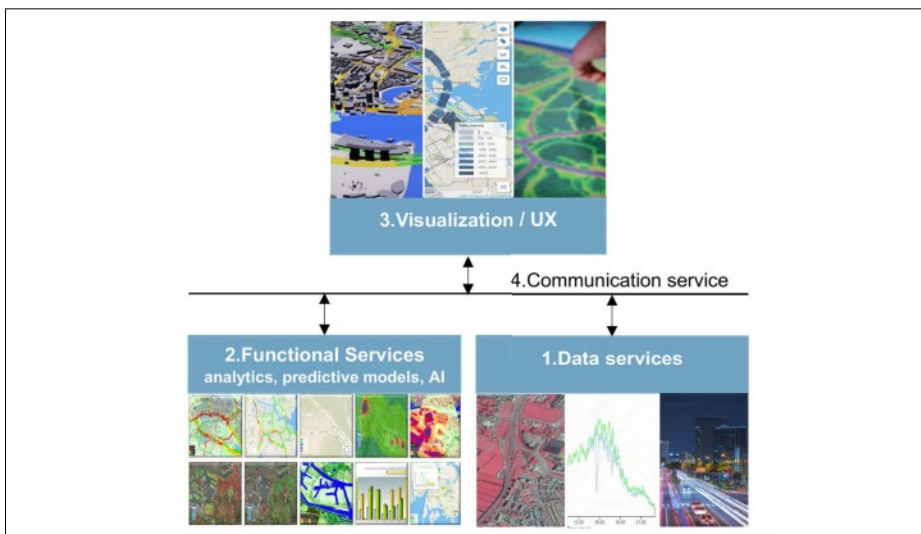 3.Visualization / UX
4.Communication service
2.Functional Services
analytics, predictive models, AI
1.Data services